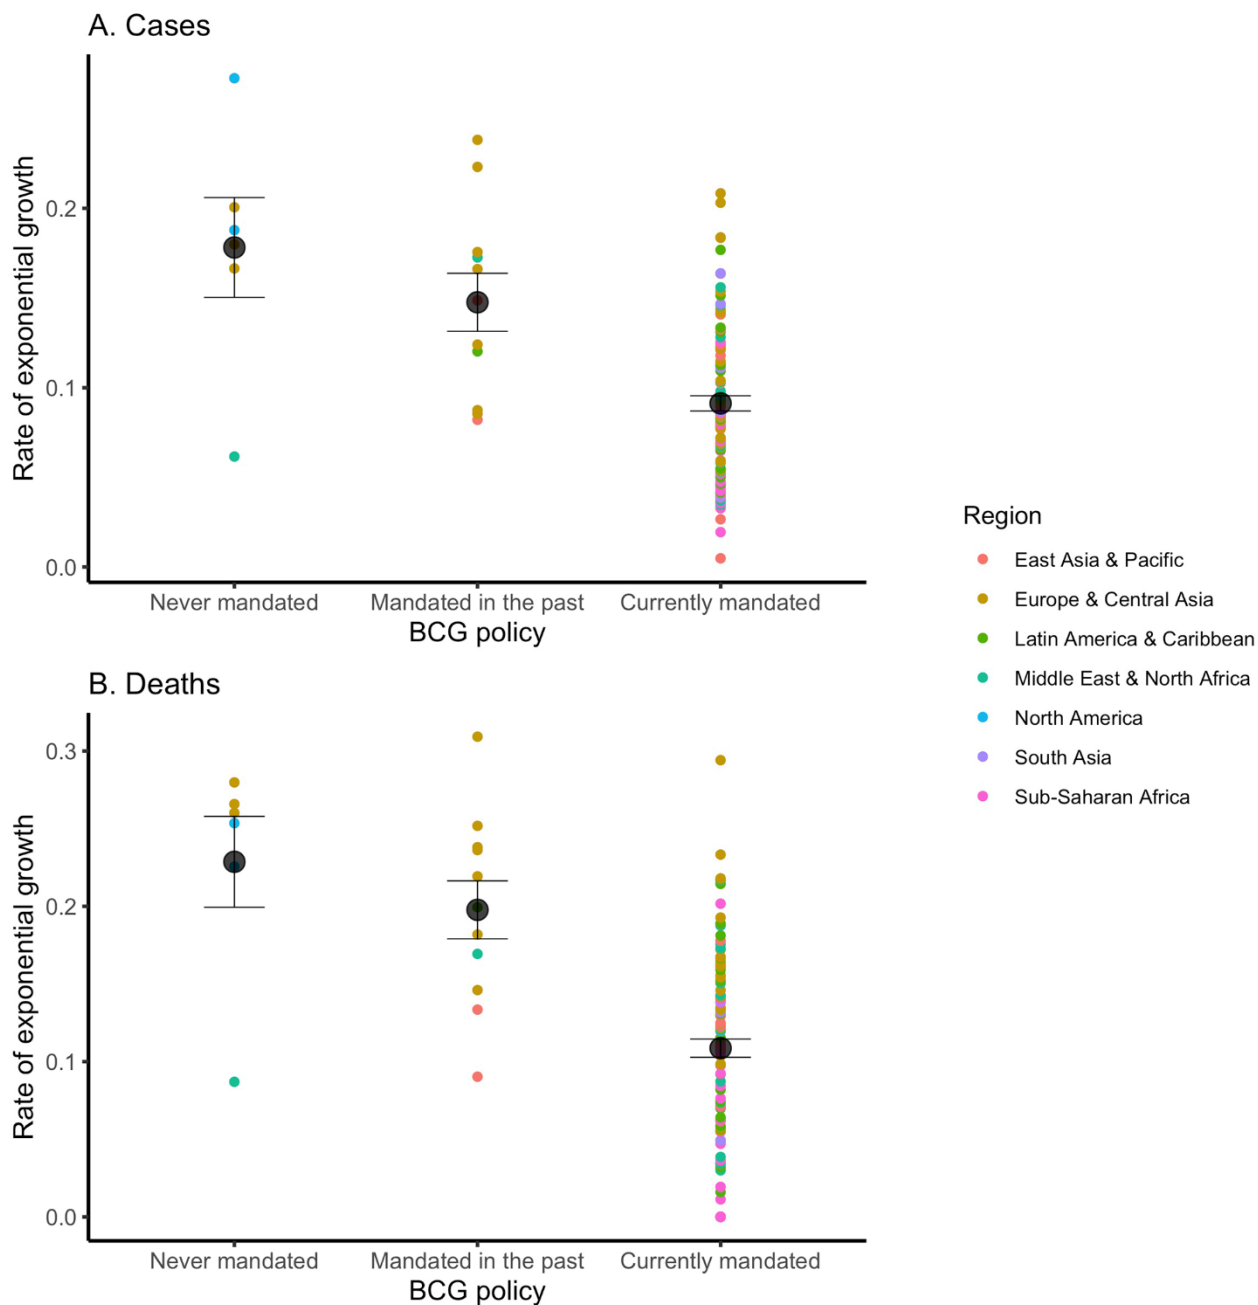 A. Cases
Rate of exponential growth
0.2
0.1
0.0
Never mandated
Mandated in the past
Currently mandated
BCG policy
B. Deaths
Rate of exponential growth
0.3
0.2
0.1
0.0
Never mandated
Mandated in the past
Currently mandated
BCG policy
Region
East Asia & Pacific
Europe & Central Asia
Latin America & Caribbean
Middle East & North Africa
North America
South Asia
Sub-Saharan Africa